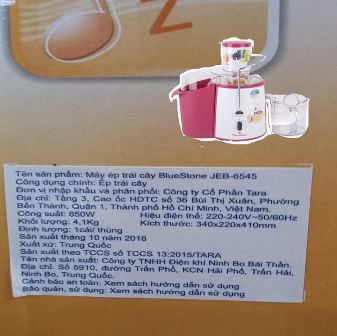 Tên sản phẩm: Máy ép trái cây BlueStone JEB-6545
Công dụng chính: Ép trái cây
Đơn vị nhập khẩu và phân phối: Công ty Cổ Phần Tara
Địa chỉ: Tầng 3, Cao ốc HDTC số 36 Bùi Thị Xuân, Phường
Bến Thành, Quận 1, Thành phố Hồ Chí Minh, Việt Nam.
Công suất: 850W Hiệu điện thế: 220-240V~50/60Hz
Khối lượng: 4,1Kg Kích thước: 340x220x410mm
Định lượng: 1cái/ thùng
Sản xuất tháng 10 năm 2016
Xuất xứ: Trung Quốc
Sản xuất theo TCCS số TCCS 13:2015/TARA
Tên nhà sản xuất: Công ty TNHH Điện khí Ninh Bo Bái Thần.
Địa chỉ: Số 5910, đường Trấn Phố, KCN Hải Phố, Trấn Hải,
Ninh Bo, Trung Quốc.
Cảnh báo an toàn: Xem sách hướng dẫn sử dụng
Bảo quản, sử dụng: Xem sách hướng dẫn sử dụng